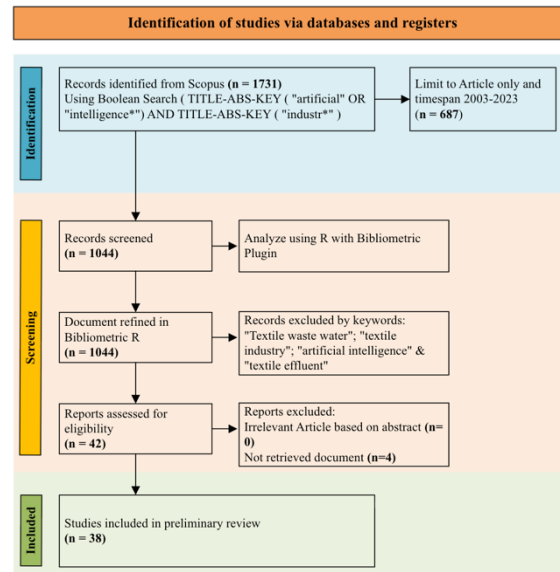 Identification of studies via databases and registers
Identification
Records identified from Scopus (n = 1731)
Using Boolean Search ( TITLE-ABS-KEY ( "artificial" OR
"intelligence*") AND TITLE-ABS-KEY ( "industr*" )
Limit to Article only and
timespan 2003-2023
(n = 687)
Screening
Records screened
(n = 1044)
Analyze using R with Bibliometric
Plugin
Document refined in
Bibliometric R
(n = 1044)
Records excluded by keywords:
"Textile waste water"; "textile
industry"; "artificial intelligence" &
"textile effluent"
Reports assessed for
eligibility
(n = 42)
Reports excluded:
Irrelevant Article based on abstract (n=
0)
Not retrieved document (n=4)
Included
Studies included in preliminary review
(n = 38)